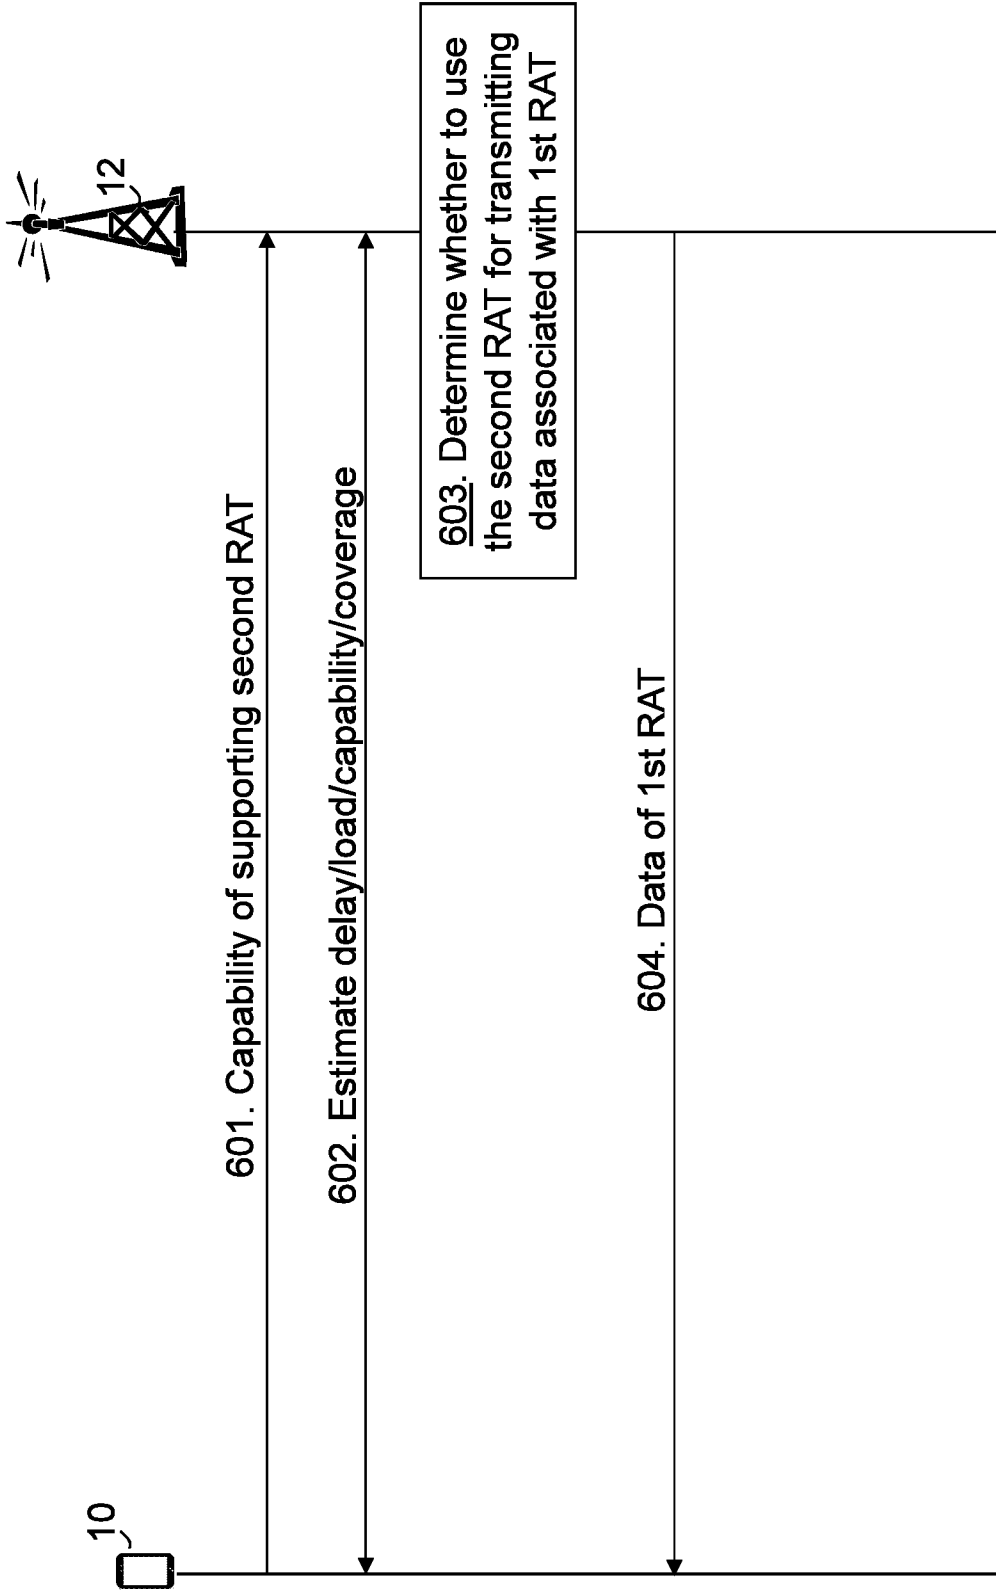 10
12
601. Capability of supporting second RAT
602. Estimate delay/load/capability/coverage
603. Determine whether to use
the second RAT for transmitting
data associated with 1st RAT
604. Data of 1st RAT